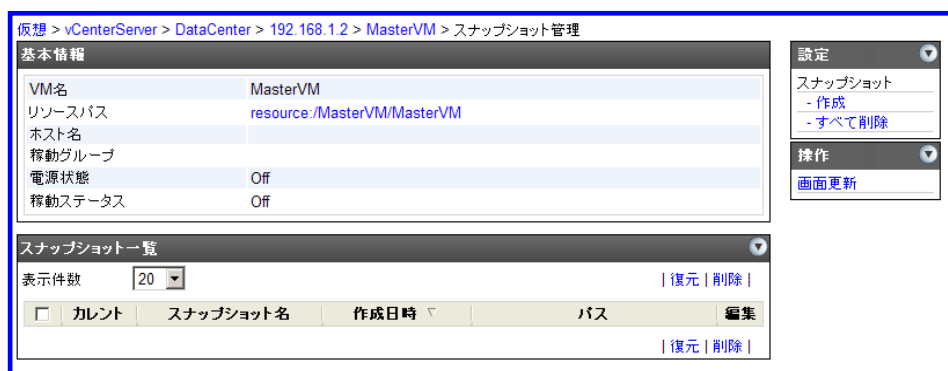 仮想 > vCenterServer > DataCenter > 192.168.1.2 > MasterVM > スナップショット管理
基本情報
VM名 MasterVM
リソースパス resource:/MasterVM/MasterVM
ホスト名
稼動グループ
電源状態 Off
稼動ステータス Off
スナップショット一覧
表示件数 20 | 復元 | 削除 |
カレント スナップショット名 作成日時 パス 編集
| 復元 | 削除 |
設定
スナップショット
- 作成
- すべて削除
操作
画面更新